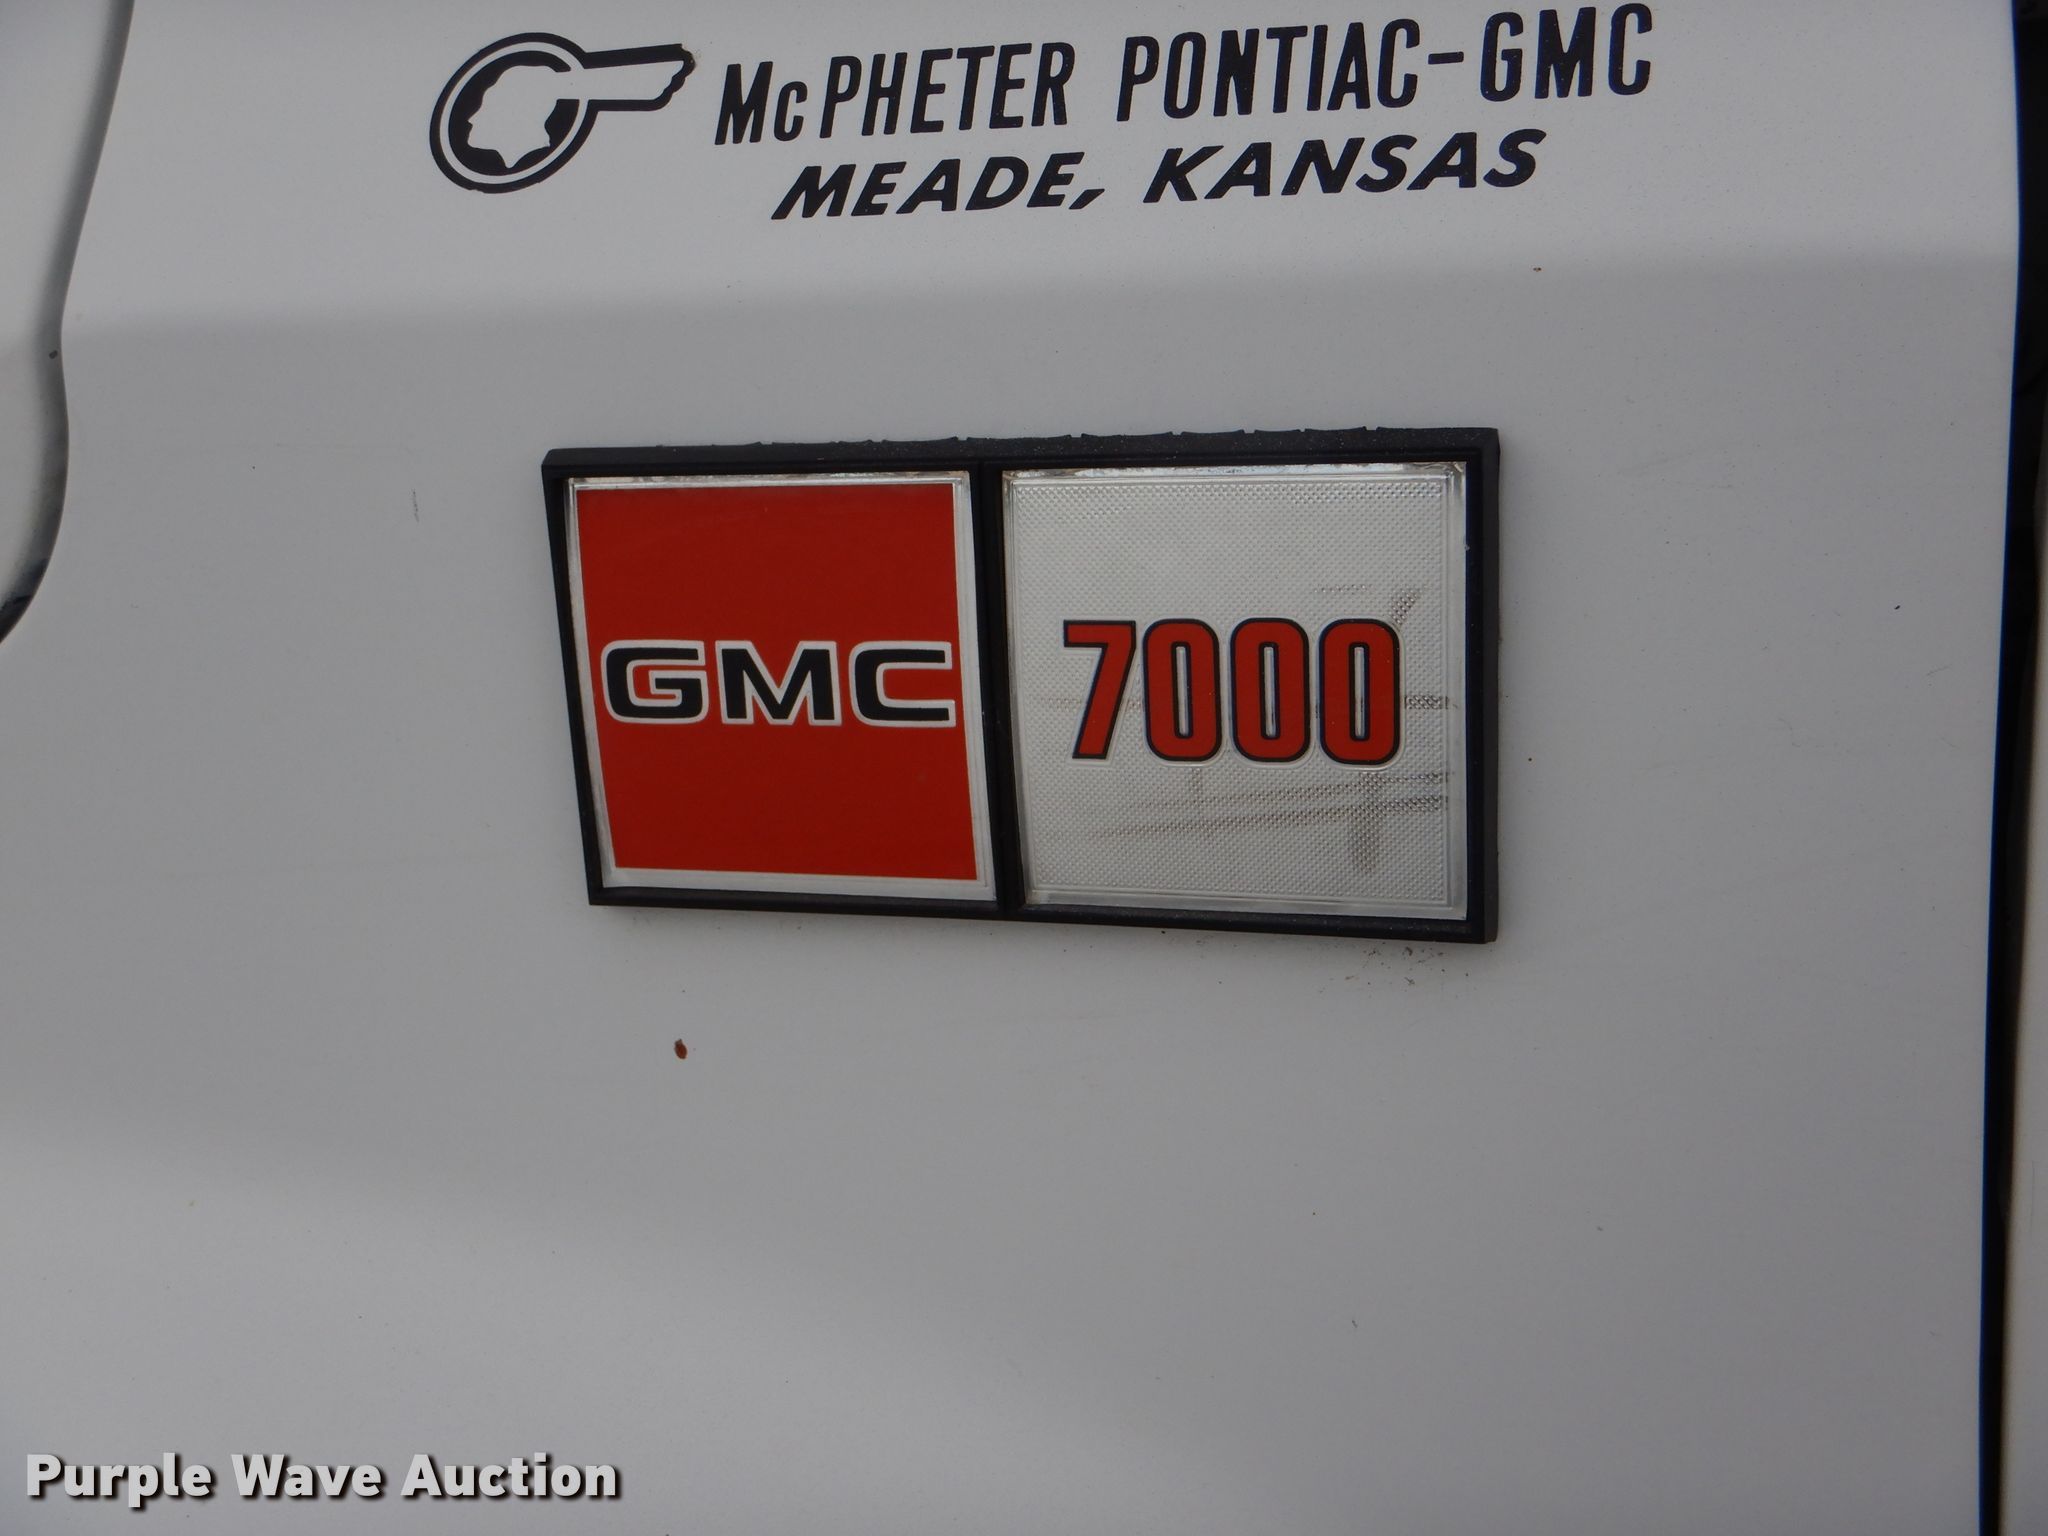 McPHETER PONTIAC-GMC
MEADE, KANSAS
GMC 7000
Purple Wave Auction